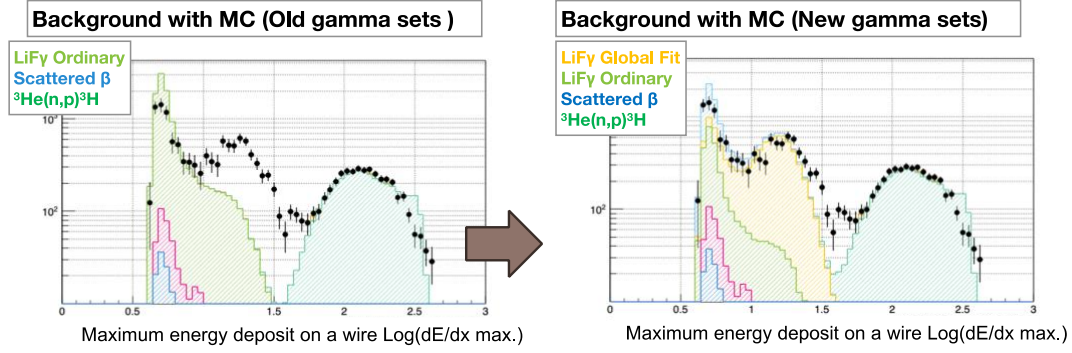 Background with MC (Old gamma sets )
LiFγ Ordinary
Scattered β
³He(n,p)³H
10²
0
0.5
1
1.5
2
2.5
3
Maximum energy deposit on a wire Log(dE/dx max.)
Background with MC (New gamma sets)
LiFγ Global Fit
LiFγ Ordinary
Scattered β
³He(n,p)³H
10²
0
0.5
1
1.5
2
2.5
3
Maximum energy deposit on a wire Log(dE/dx max.)